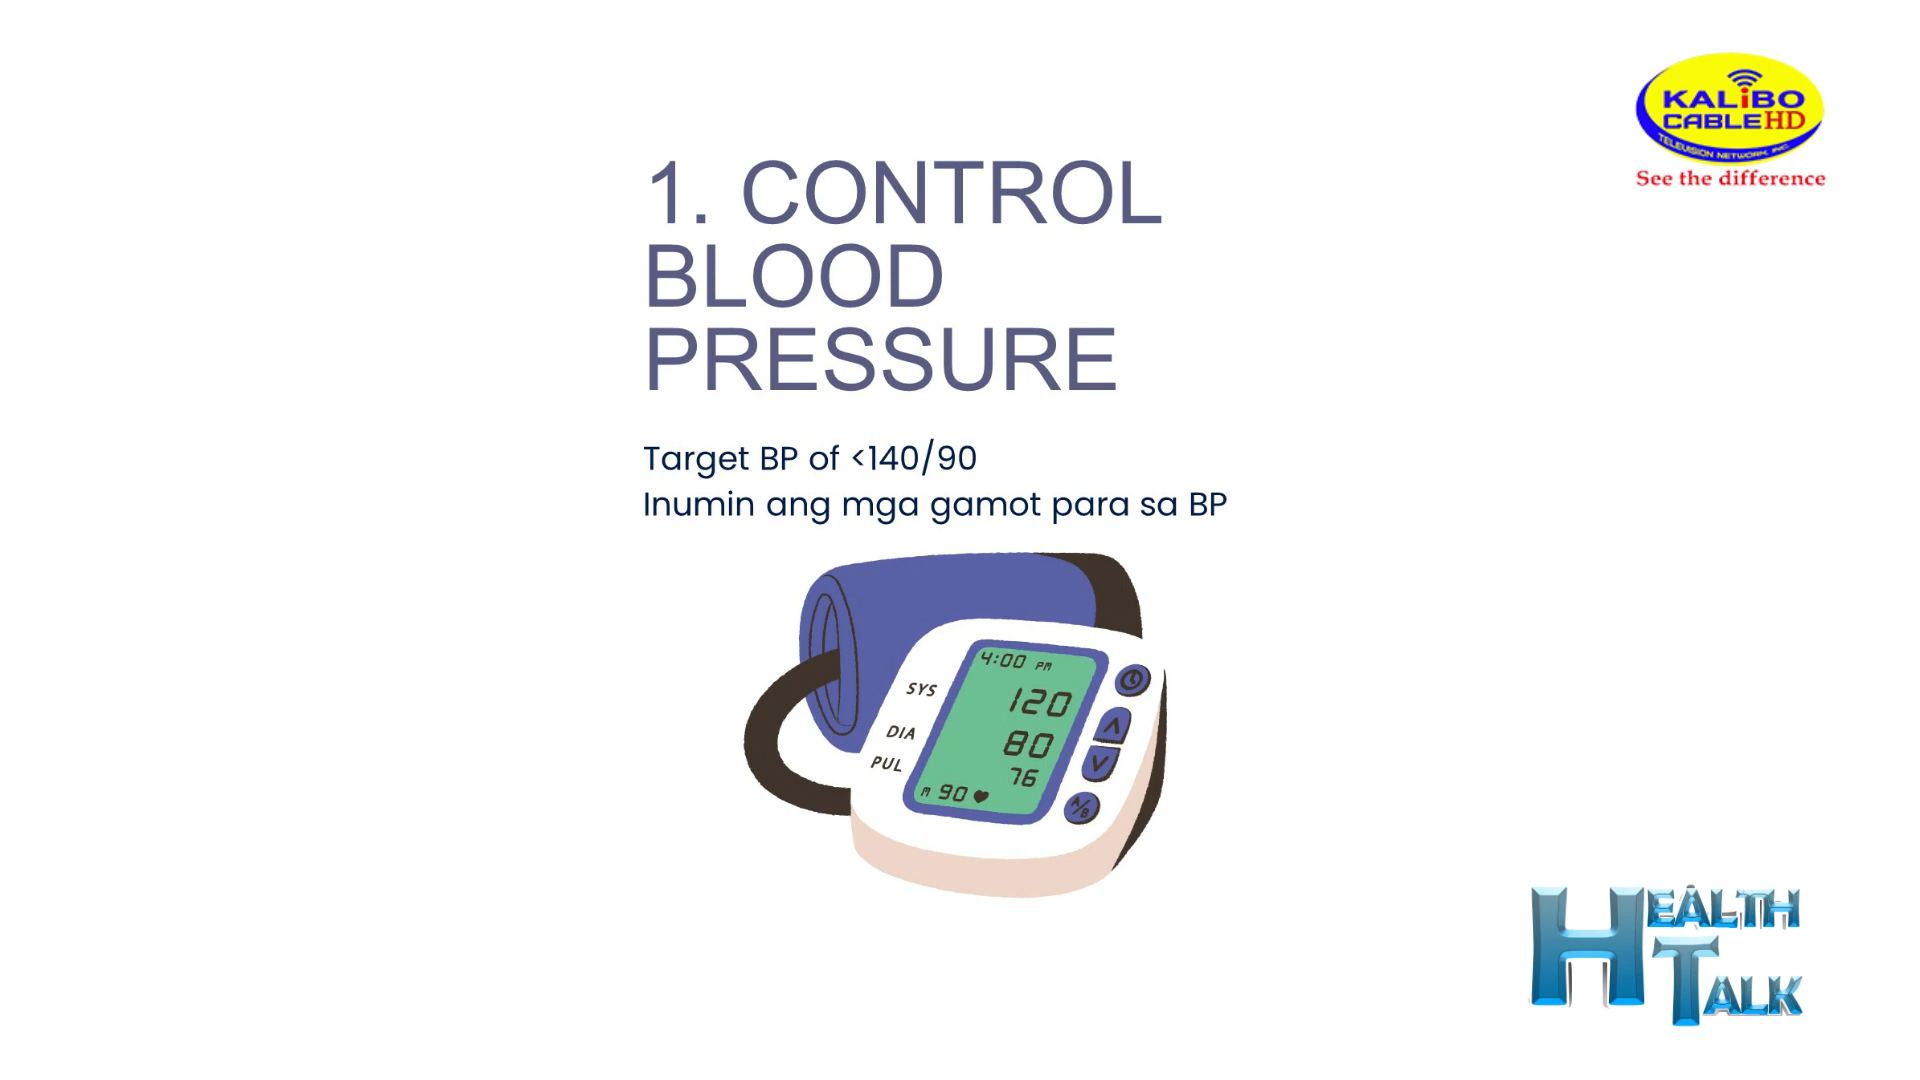 KALiBO
CABLEHD
TELEVISION NETWORK, INC.
See the difference
1. CONTROL
BLOOD
PRESSURE
Target BP of <140/90
Inumin ang mga gamot para sa BP
4:00 PM
SYS 120
DIA 80
PUL 76
M 90
A/B
HEALTH
TALK